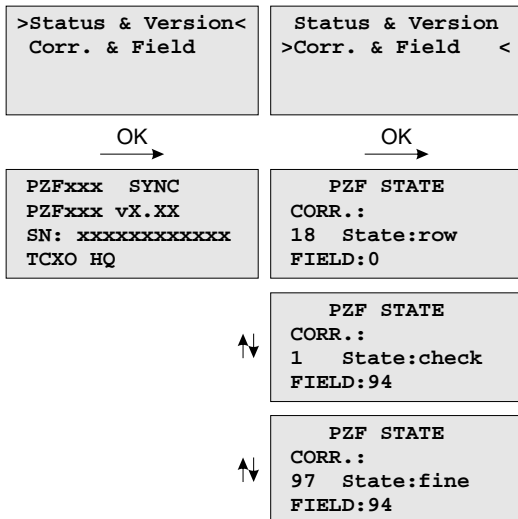 >Status & Version<
Corr. & Field
Status & Version
>Corr. & Field <
OK
OK
PZFxxx SYNC
PZFxxx vX.XX
SN: xxxxxxxxxxxx
TCXO HQ
PZF STATE
CORR.:
18 State:row
FIELD:0
PZF STATE
CORR.:
1 State:check
FIELD:94
PZF STATE
CORR.:
97 State:fine
FIELD:94